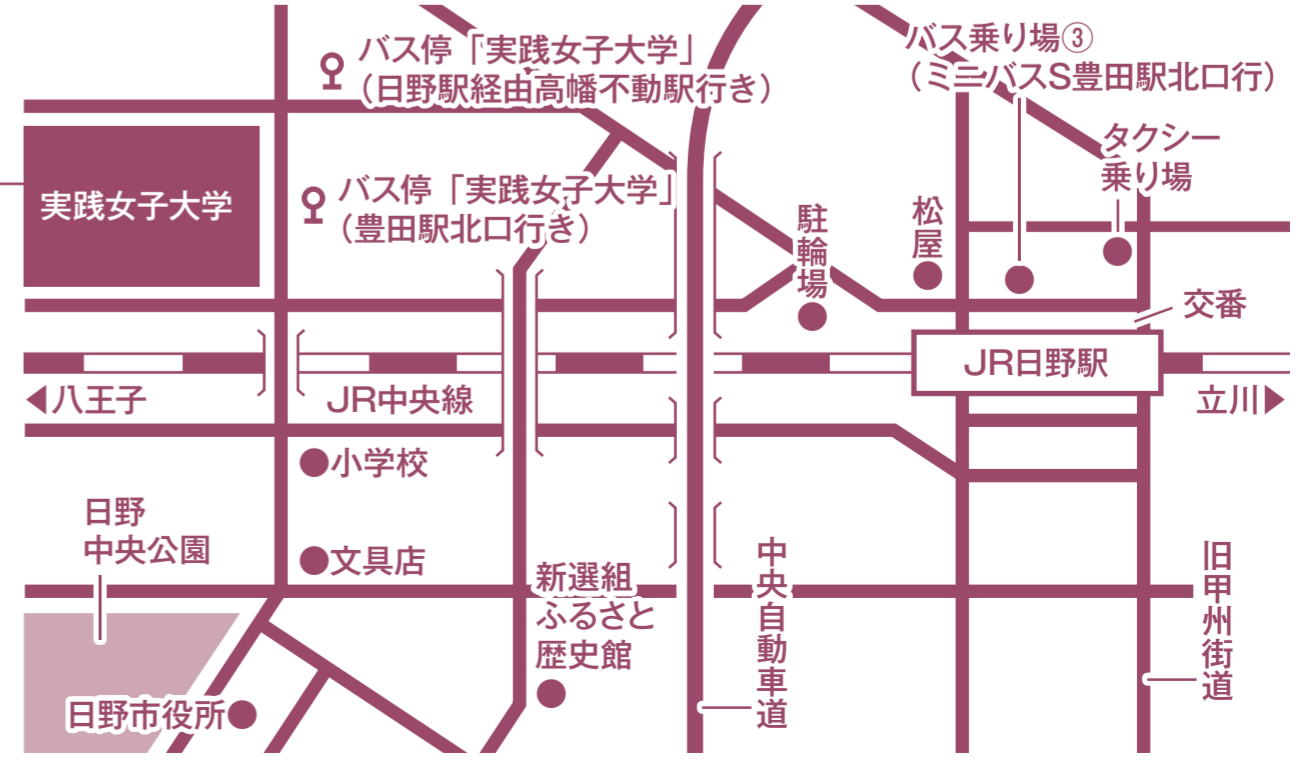 バス停「実践女子大学」
（日野駅経由高幡不動駅行き）
バス乗り場③
（ミニバスS豊田駅北口行）
タクシー
乗り場
実践女子大学
バス停「実践女子大学」
（豊田駅北口行き）
駐輪場
松屋
交番
JR日野駅
◀八王子
JR中央線
立川▶
●小学校
日野
中央公園
●文具店
新選組
ふるさと
歴史館
中央自動車道
旧甲州街道
日野市役所●